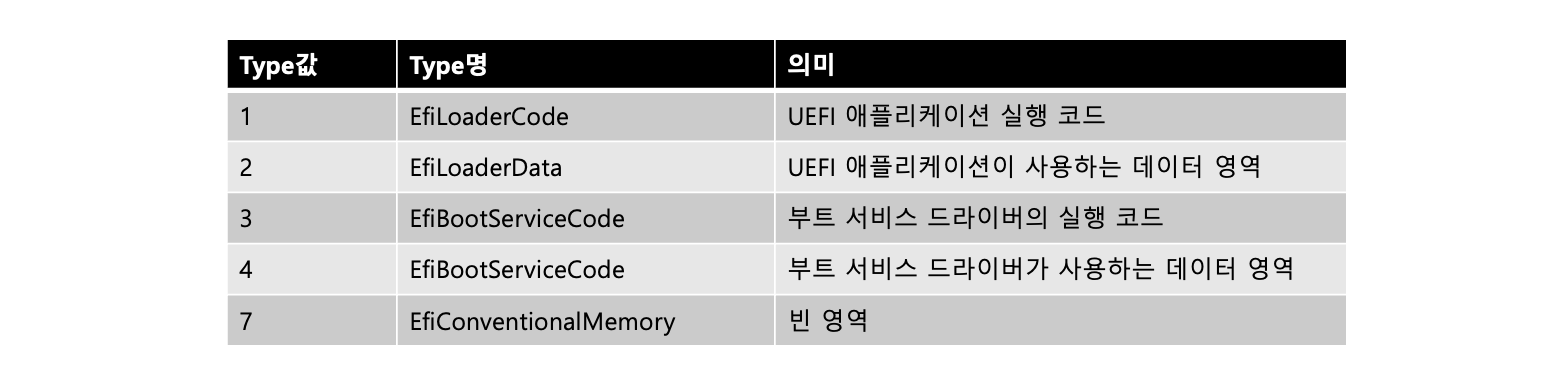 Type값 Type명 의미
1 EfiLoaderCode UEFI 애플리케이션 실행 코드
2 EfiLoaderData UEFI 애플리케이션이 사용하는 데이터 영역
3 EfiBootServiceCode 부트 서비스 드라이버의 실행 코드
4 EfiBootServiceCode 부트 서비스 드라이버가 사용하는 데이터 영역
7 EfiConventionalMemory 빈 영역